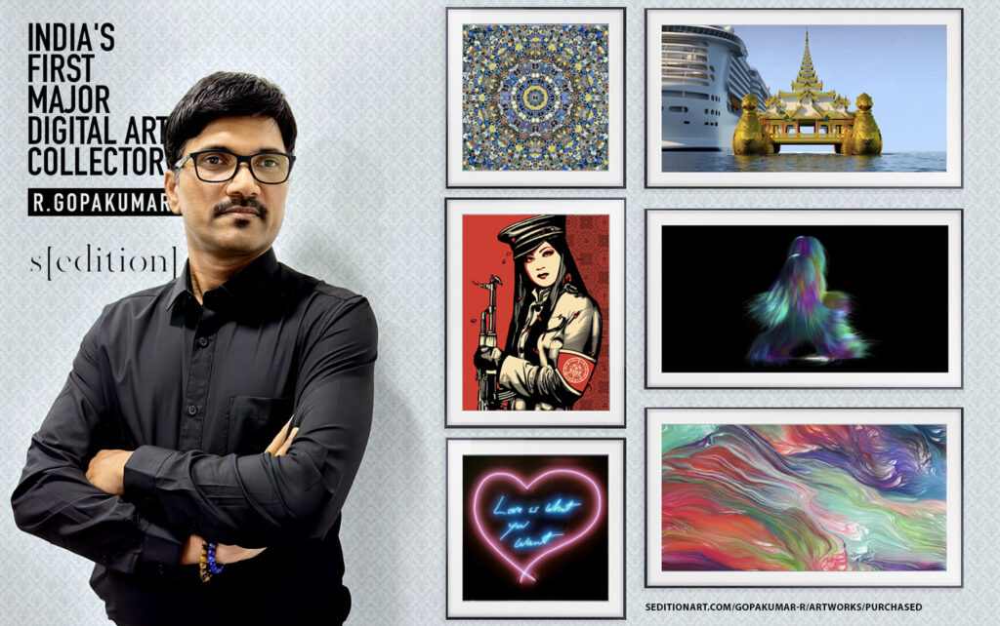 INDIA'S
FIRST
MAJOR
DIGITAL ART
COLLECTOR
R.GOPAKUMAR
s[edition]
Love is What
You
Want
SEDITIONART.COM/GOPAKUMAR-R/ARTWORKS/PURCHASED